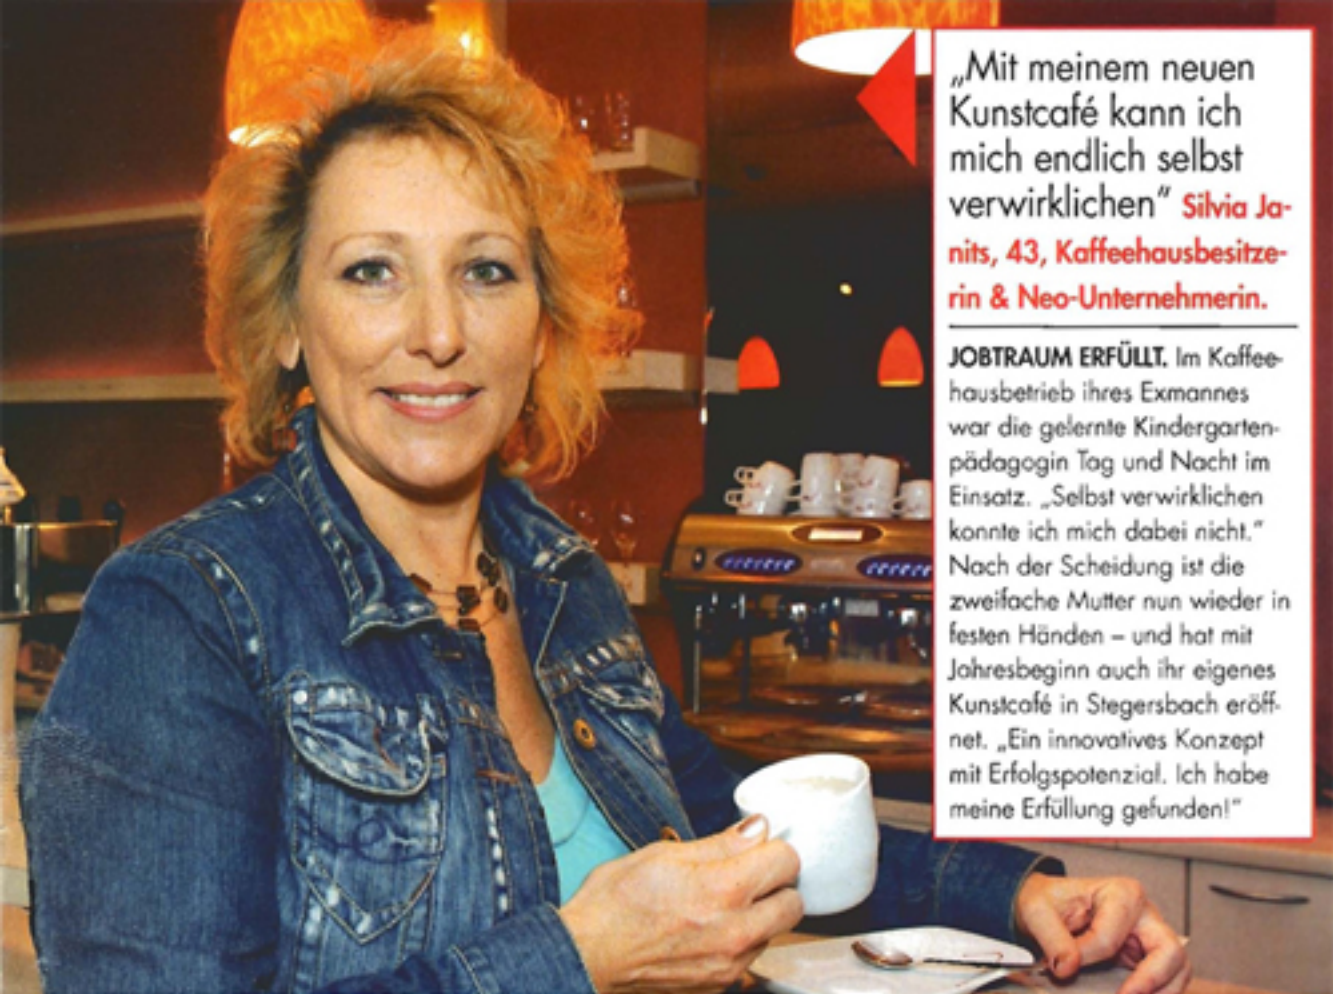 „Mit meinem neuen
Kunstcafé kann ich
mich endlich selbst
verwirklichen“ Silvia Ja-
nits, 43, Kaffeehausbesitze-
rin & Neo-Unternehmerin.
JOBTRAUM ERFÜLLT. Im Kaffee-
hausbetrieb ihres Exmannes
war die gelernte Kindergarten-
pädagogin Tag und Nacht im
Einsatz. „Selbst verwirklichen
konnte ich mich dabei nicht.“
Nach der Scheidung ist die
zweifache Mutter nun wieder in
festen Händen – und hat mit
Jahresbeginn auch ihr eigenes
Kunstcafé in Stegersbach eröff-
net. „Ein innovatives Konzept
mit Erfolgspotenzial. Ich habe
meine Erfüllung gefunden!“